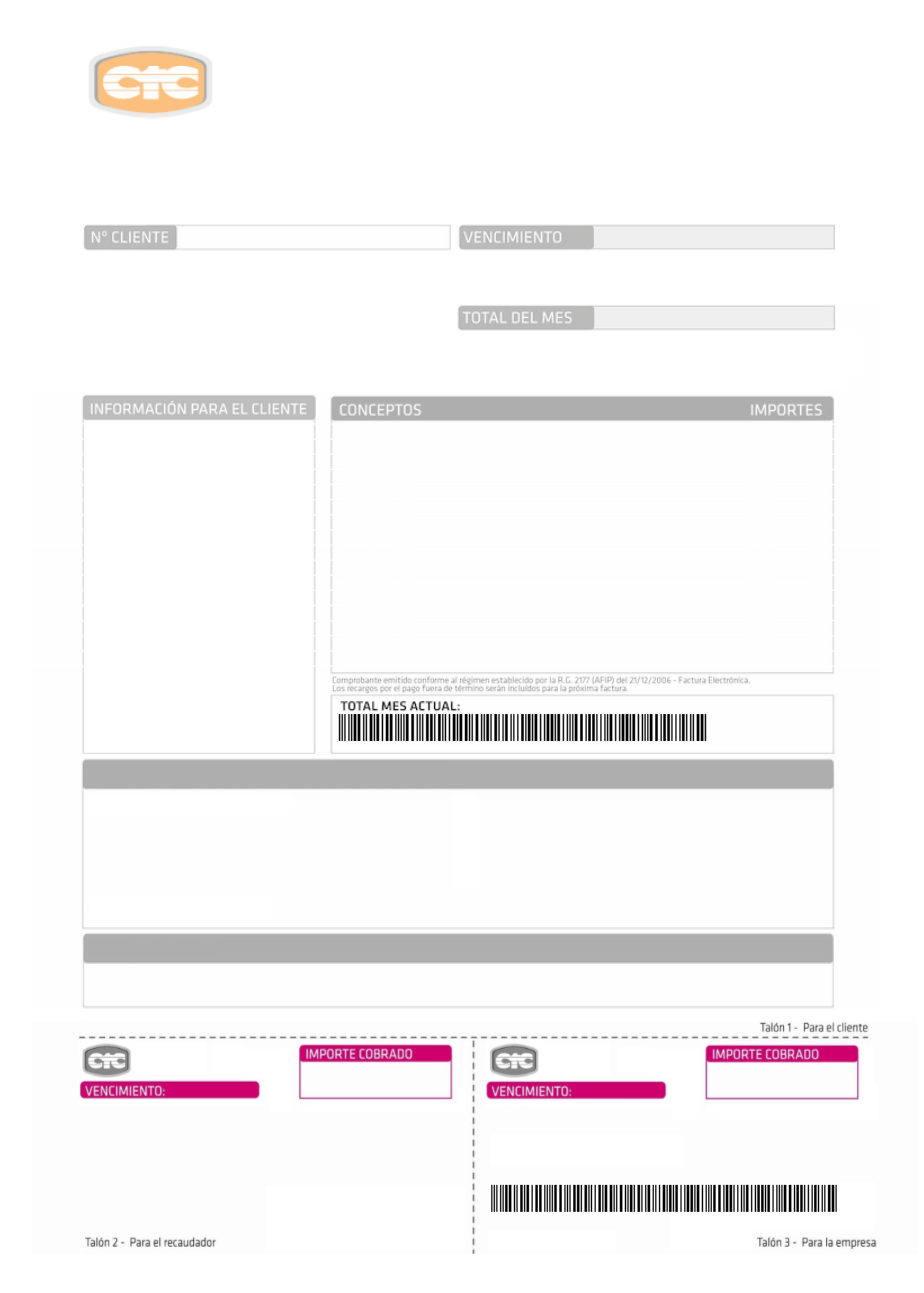 CTC
Nº CLIENTE
VENCIMIENTO
TOTAL DEL MES
INFORMACIÓN PARA EL CLIENTE
CONCEPTOS IMPORTES
Comprobante emitido conforme al régimen establecido por la R.G. 2177 (AFIP) del 21/12/2006 - Factura Electrónica.
Los recargos por el pago fuera de término serán incluídos para la próxima factura.
TOTAL MES ACTUAL:
Talón 1 - Para el cliente
CTC
IMPORTE COBRADO
VENCIMIENTO:
Talón 2 - Para el recaudador
CTC
IMPORTE COBRADO
VENCIMIENTO:
Talón 3 - Para la empresa